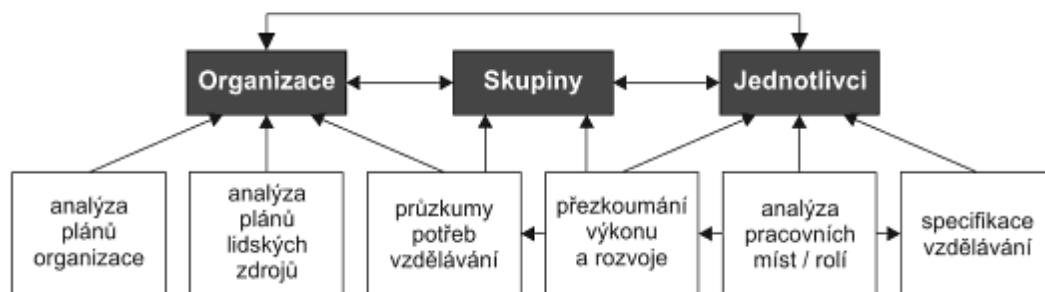 Organizace
Skupiny
Jednotlivci
analýza
plánů
organizace
analýza
plánů
lidských
zdrojů
průzkumy
potřeb
vzdělávání
přezkoumání
výkonu
a rozvoje
analýza
pracovních
míst / rolí
specifikace
vzdělávání